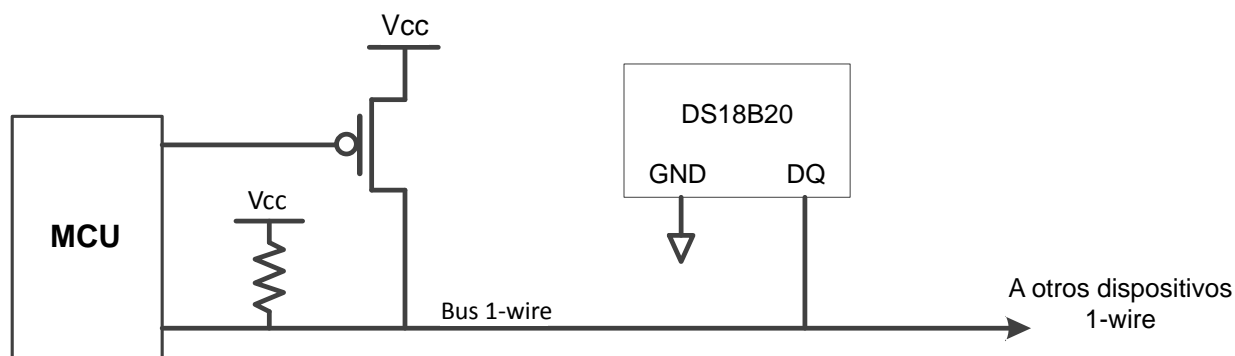 Vcc
DS18B20
GND DQ
Vcc
MCU
Bus 1-wire
A otros dispositivos
1-wire